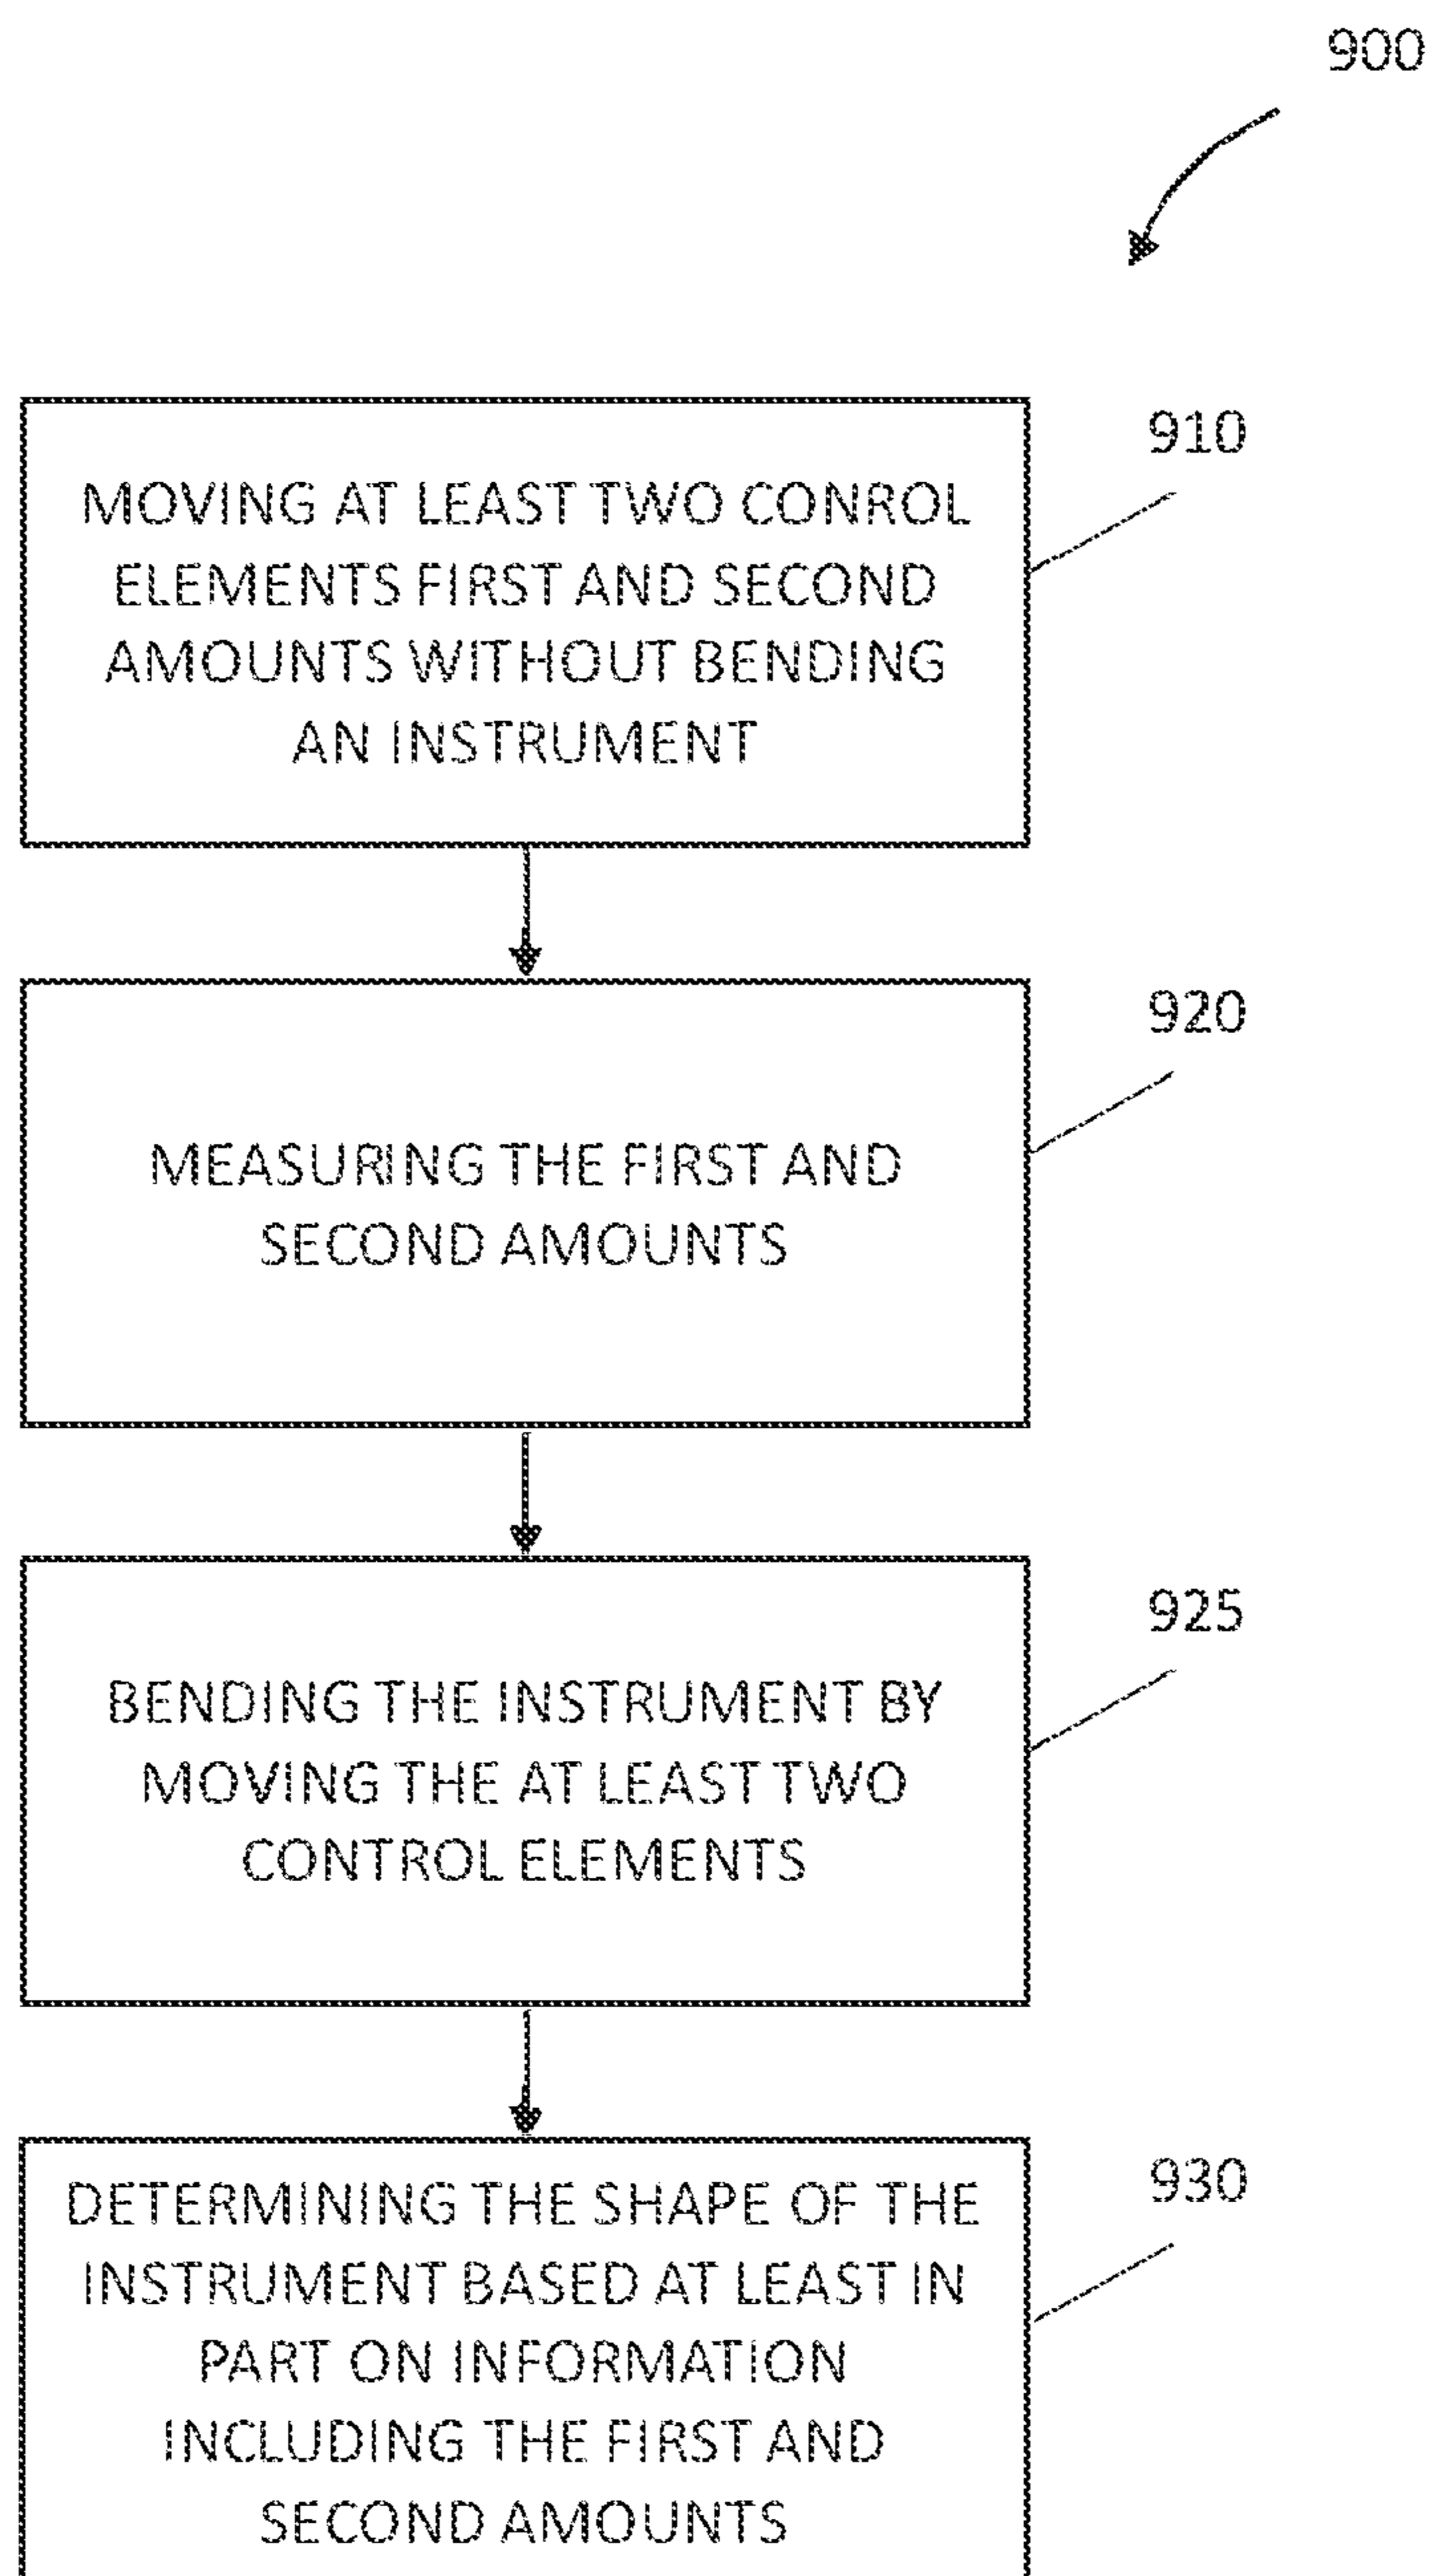 900
910
MOVING AT LEAST TWO CONROL
ELEMENTS FIRST AND SECOND
AMOUNTS WITHOUT BENDING
AN INSTRUMENT
920
MEASURING THE FIRST AND
SECOND AMOUNTS
925
BENDING THE INSTRUMENT BY
MOVING THE AT LEAST TWO
CONTROL ELEMENTS
930
DETERMINING THE SHAPE OF THE
INSTRUMENT BASED AT LEAST IN
PART ON INFORMATION
INCLUDING THE FIRST AND
SECOND AMOUNTS